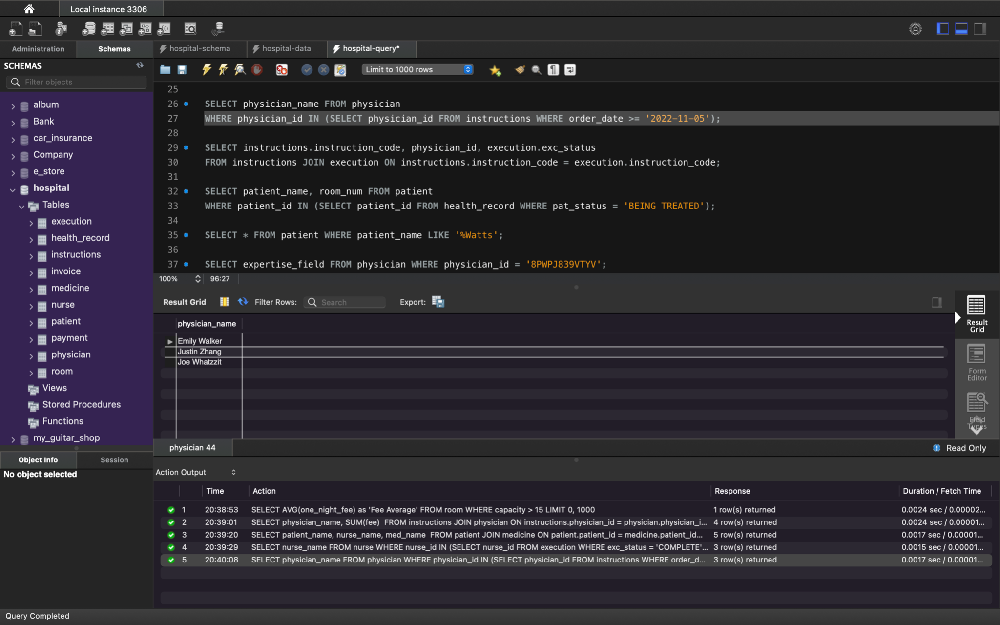 Local instance 3306
Administration
Schemas
hospital-schema
hospital-data
hospital-query*
SCHEMAS
Filter objects
Limit to 1000 rows
album
Bank
car_insurance
Company
e_store
hospital
Tables
execution
health_record
instructions
invoice
medicine
nurse
patient
payment
physician
room
Views
Stored Procedures
Functions
my_guitar_shop
Object Info
Session
No object selected
25
26 SELECT physician_name FROM physician
27 WHERE physician_id IN (SELECT physician_id FROM instructions WHERE order_date >= '2022-11-05');
28
29 SELECT instructions.instruction_code, physician_id, execution.exc_status
30 FROM instructions JOIN execution ON instructions.instruction_code = execution.instruction_code;
31
32 SELECT patient_name, room_num FROM patient
33 WHERE patient_id IN (SELECT patient_id FROM health_record WHERE pat_status = 'BEING TREATED');
34
35 SELECT * FROM patient WHERE patient_name LIKE '%Watts';
36
37 SELECT expertise_field FROM physician WHERE physician_id = '8PWPJ839VTYV';
100% 96:27
Result Grid Filter Rows: Search Export:
physician_name
Emily Walker
Justin Zhang
Joe Whatzzit
Result
Grid
Form
Editor
Field
Types
physician 44
Read Only
Action Output
Time Action Response Duration / Fetch Time
1 20:38:53 SELECT AVG(one_night_fee) as 'Fee Average' FROM room WHERE capacity > 15 LIMIT 0, 1000 1 row(s) returned 0.0024 sec / 0.00002...
2 20:39:01 SELECT physician_name, SUM(fee)  FROM instructions JOIN physician ON instructions.physician_id = physician.physician_i... 4 row(s) returned 0.0024 sec / 0.00001...
3 20:39:20 SELECT patient_name, nurse_name, med_name  FROM patient JOIN medicine ON patient.patient_id = medicine.patient_id... 5 row(s) returned 0.0017 sec / 0.00001...
4 20:39:29 SELECT nurse_name FROM nurse WHERE nurse_id IN (SELECT nurse_id FROM execution WHERE exc_status = 'COMPLETE'... 3 row(s) returned 0.0015 sec / 0.00001...
5 20:40:08 SELECT physician_name FROM physician WHERE physician_id IN (SELECT physician_id FROM instructions WHERE order_d... 3 row(s) returned 0.0017 sec / 0.00001...
Query Completed